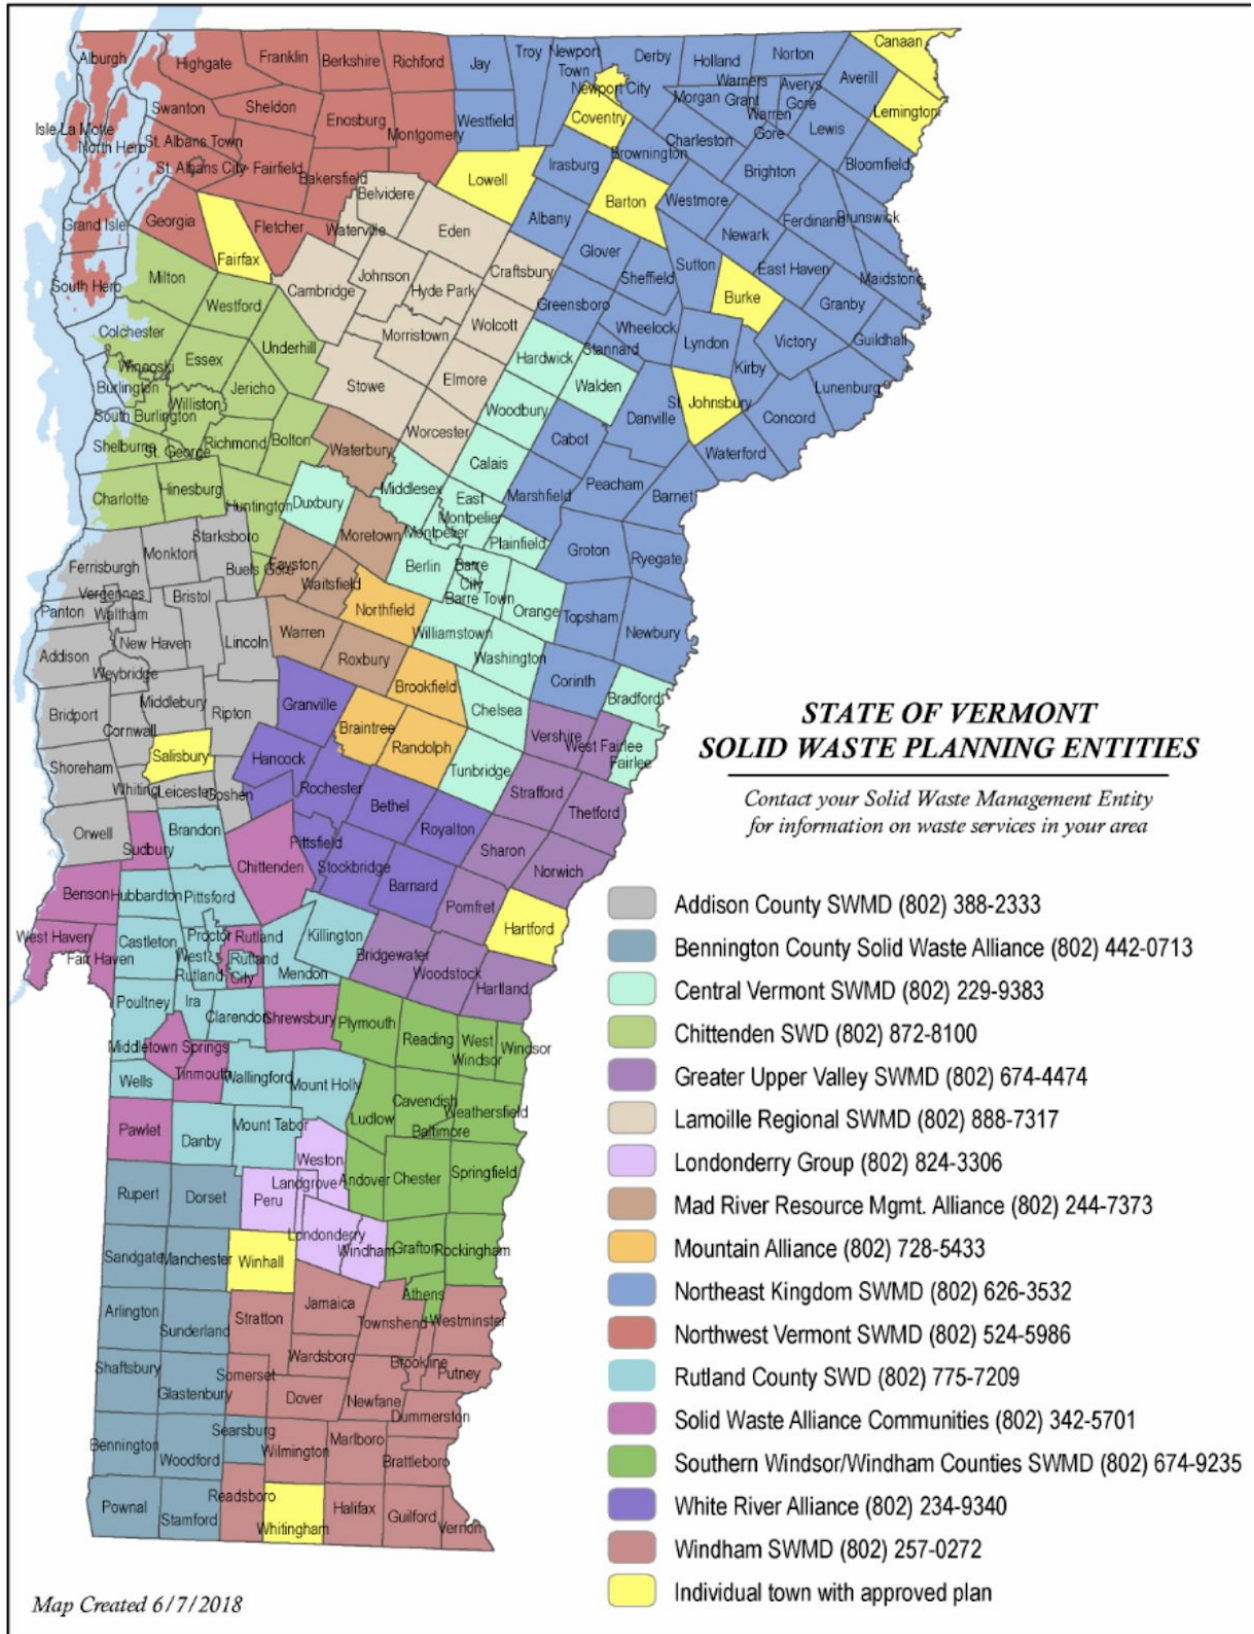 Alburgh
Highgate
Franklin
Berkshire
Richford
Jay
Troy
Newport
Town
Derby
Holland
Norton
Canaan
Warners
Grant
Averys
Gore
Averill
Newport City
Morgan
Warren
Gore
Lewis
Lemington
Swanton
Sheldon
Enosburg
Montgomery
Westfield
Coventry
Charleston
Isle La Motte
North Hero
St. Albans Town
St. Albans City
Fairfield
Bakersfield
Lowell
Irasburg
Brownington
Brighton
Bloomfield
Belvidere
Barton
Westmore
Ferdinand
Brunswick
Grand Isle
Georgia
Fletcher
Waterville
Eden
Albany
Glover
Newark
Fairfax
South Hero
Milton
Cambridge
Johnson
Hyde Park
Craftsbury
Sheffield
Sutton
East Haven
Maidstone
Westford
Greensboro
Burke
Granby
Colchester
Underhill
Morristown
Wolcott
Wheelock
Lyndon
Victory
Guildhall
Winooski
Essex
Hardwick
Stannard
Kirby
Burlington
Jericho
Stowe
Elmore
Walden
Lunenburg
Williston
South Burlington
Woodbury
Danville
St. Johnsbury
Concord
Shelburne
St. George
Richmond
Bolton
Waterbury
Worcester
Cabot
Waterford
Calais
Charlotte
Hinesburg
Huntington
Duxbury
Middlesex
East
Montpelier
Marshfield
Peacham
Barnet
Montpelier
Moretown
Plainfield
Starksboro
Monkton
Ferrisburgh
Buels Gore
Fayston
Berlin
Barre
City
Groton
Ryegate
Vergennes
Bristol
Waitsfield
Barre Town
Panton
Waltham
Northfield
Orange
Topsham
Newbury
Addison
New Haven
Lincoln
Warren
Williamstown
Weybridge
Roxbury
Washington
Brookfield
Corinth
Bradford
Bridport
Middlebury
Ripton
Granville
Chelsea
Cornwall
Braintree
Randolph
Vershire
West Fairlee
Fairlee
Salisbury
Hancock
Tunbridge
Shoreham
Whiting
Leicester
Goshen
Rochester
Bethel
Strafford
Thetford
Orwell
Sudbury
Brandon
Royalton
Pittsfield
Sharon
Chittenden
Stockbridge
Norwich
Benson
Hubbardton
Pittsford
Barnard
Pomfret
Hartford
West Haven
Fair Haven
Castleton
Proctor
Rutland
Killington
West
Rutland
Rutland
City
Mendon
Bridgewater
Woodstock
Hartland
Poultney
Ira
Clarendon
Shrewsbury
Plymouth
Reading
West
Windsor
Windsor
Middletown Springs
Tinmouth
Wells
Wallingford
Mount Holly
Ludlow
Cavendish
Weathersfield
Baltimore
Pawlet
Danby
Mount Tabor
Weston
Landgrove
Andover
Chester
Springfield
Rupert
Dorset
Peru
Londonderry
Windham
Grafton
Rockingham
Sandgate
Manchester
Winhall
Athens
Arlington
Sunderland
Stratton
Jamaica
Townshend
Westminster
Wardsboro
Brookline
Shaftsbury
Glastenbury
Somerset
Dover
Newfane
Putney
Dummerston
Bennington
Woodford
Searsburg
Wilmington
Marlboro
Brattleboro
Pownal
Stamford
Readsboro
Whitingham
Halifax
Guilford
Vernon
STATE OF VERMONT
SOLID WASTE PLANNING ENTITIES
Contact your Solid Waste Management Entity
for information on waste services in your area
Addison County SWMD (802) 388-2333
Bennington County Solid Waste Alliance (802) 442-0713
Central Vermont SWMD (802) 229-9383
Chittenden SWD (802) 872-8100
Greater Upper Valley SWMD (802) 674-4474
Lamoille Regional SWMD (802) 888-7317
Londonderry Group (802) 824-3306
Mad River Resource Mgmt. Alliance (802) 244-7373
Mountain Alliance (802) 728-5433
Northeast Kingdom SWMD (802) 626-3532
Northwest Vermont SWMD (802) 524-5986
Rutland County SWD (802) 775-7209
Solid Waste Alliance Communities (802) 342-5701
Southern Windsor/Windham Counties SWMD (802) 674-9235
White River Alliance (802) 234-9340
Windham SWMD (802) 257-0272
Individual town with approved plan
Map Created 6/7/2018